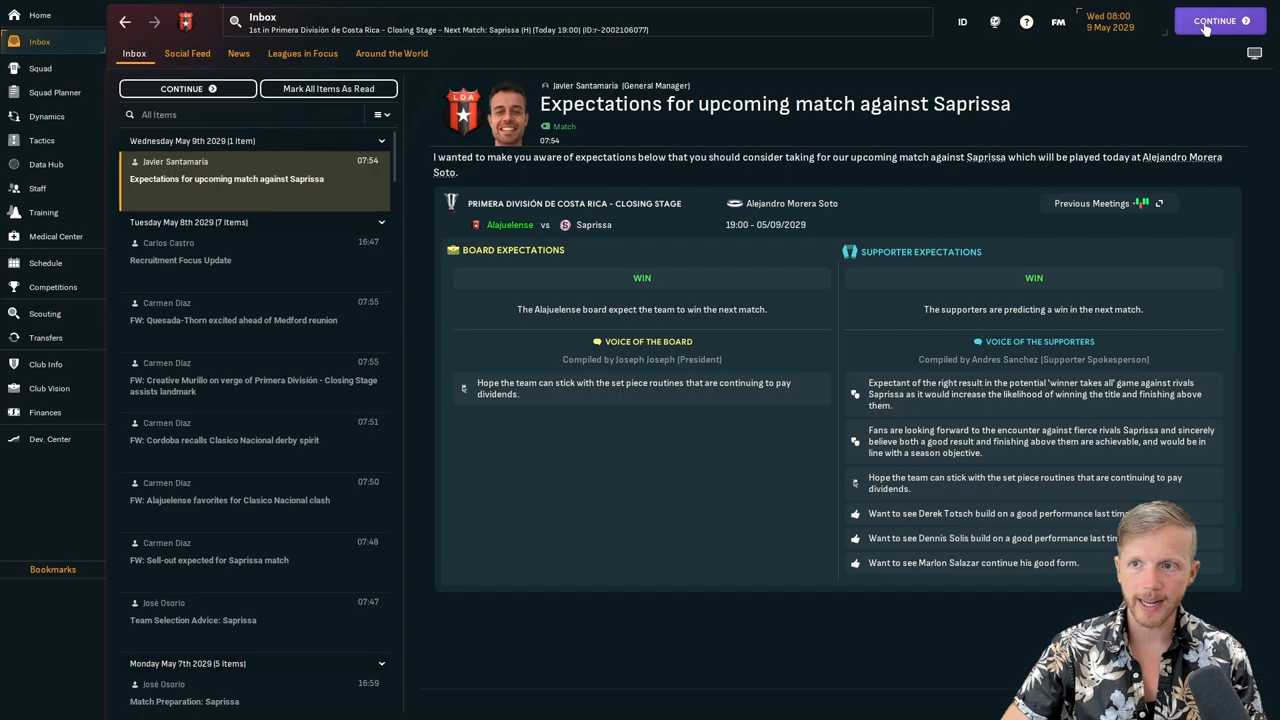 Home
Inbox
Squad
Squad Planner
Dynamics
Tactics
Data Hub
Staff
Training
Medical Center
Schedule
Competitions
Scouting
Transfers
Club Info
Club Vision
Finances
Dev. Center
Bookmarks
Inbox
1st in Primera División de Costa Rica - Closing Stage - Next Match: Saprissa (H) (Today 19:00) (ID:r-2002106077)
ID
FM
Wed 08:00
9 May 2029
CONTINUE
Inbox
Social Feed
News
Leagues in Focus
Around the World
CONTINUE
Mark All Items As Read
All Items
Wednesday May 9th 2029 (1 item)
Javier Santamaría 07:54
Expectations for upcoming match against Saprissa
Tuesday May 8th 2029 (7 items)
Carlos Castro 16:47
Recruitment Focus Update
Carmen Díaz 07:55
FW: Quesada-Thorn excited ahead of Medford reunion
Carmen Díaz 07:55
FW: Creative Murillo on verge of Primera División - Closing Stage
assists landmark
Carmen Díaz 07:51
FW: Cordoba recalls Clasico Nacional derby spirit
Carmen Díaz 07:50
FW: Alajuelense favorites for Clasico Nacional clash
Carmen Díaz 07:48
FW: Sell-out expected for Saprissa match
José Osorio 07:47
Team Selection Advice: Saprissa
Monday May 7th 2029 (5 items)
José Osorio 16:59
Match Preparation: Saprissa
LDA
Javier Santamaría (General Manager)
Expectations for upcoming match against Saprissa
Match
07:54
I wanted to make you aware of expectations below that you should consider taking for our upcoming match against Saprissa which will be played today at Alejandro Morera
Soto.
PRIMERA DIVISIÓN DE COSTA RICA - CLOSING STAGE
Alejandro Morera Soto
Previous Meetings
Alajuelense vs Saprissa
19:00 - 05/09/2029
BOARD EXPECTATIONS
WIN
The Alajuelense board expect the team to win the next match.
VOICE OF THE BOARD
Compiled by Joseph Joseph (President)
Hope the team can stick with the set piece routines that are continuing to pay
dividends.
SUPPORTER EXPECTATIONS
WIN
The supporters are predicting a win in the next match.
VOICE OF THE SUPPORTERS
Compiled by Andres Sanchez (Supporter Spokesperson)
Expectant of the right result in the potential 'winner takes all' game against rivals
Saprissa as it would increase the likelihood of winning the title and finishing above
them.
Fans are looking forward to the encounter against fierce rivals Saprissa and sincerely
believe both a good result and finishing above them are achievable, and would be in
line with a season objective.
Hope the team can stick with the set piece routines that are continuing to pay
dividends.
Want to see Derek Totsch build on a good performance last
Want to see Dennis Solis build on a good performance last
Want to see Marlon Salazar continue his good form.